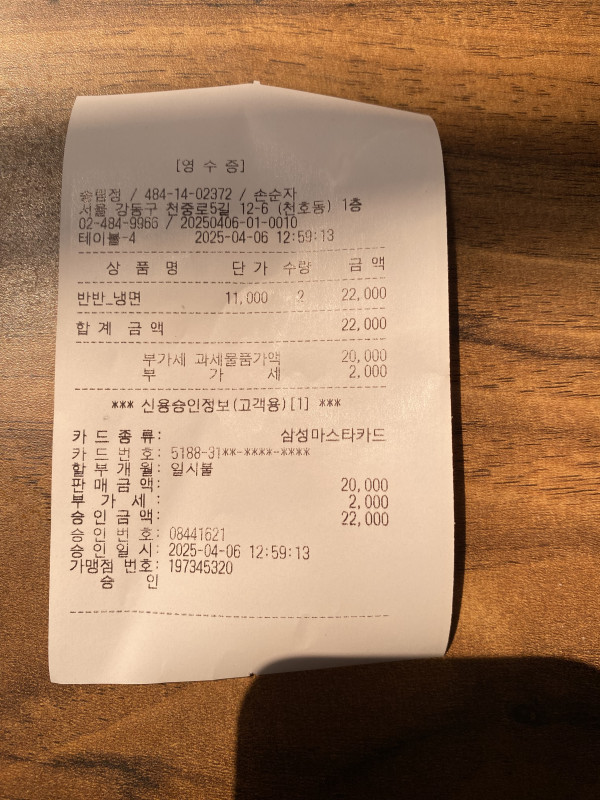 [영 수 증]
/ 484-14-02372 / 손순자
서울 강동구 천중로5길 12-6 (천호동) 1층
02-484-9966 / 20250406-01-0010
테이블-4 2025-04-06 12:59:13
상 품 명 단 가 수량 금 액
반반_냉면 11,000 2 22,000
합 계 금 액 22,000
부가세 과세물품가액 20,000
부 가 세 2,000
*** 신용승인정보(고객용)[1] ***
카 드 종 류: 삼성마스타카드
카 드 번 호: 5188-31**-****-****
할 부 개 월: 일시불
판 매 금 액: 20,000
부 가 세 : 2,000
승 인 금 액: 22,000
승 인 번 호: 08441621
승 인 일 시: 2025-04-06 12:59:13
가맹점 번호: 197345320
승 인